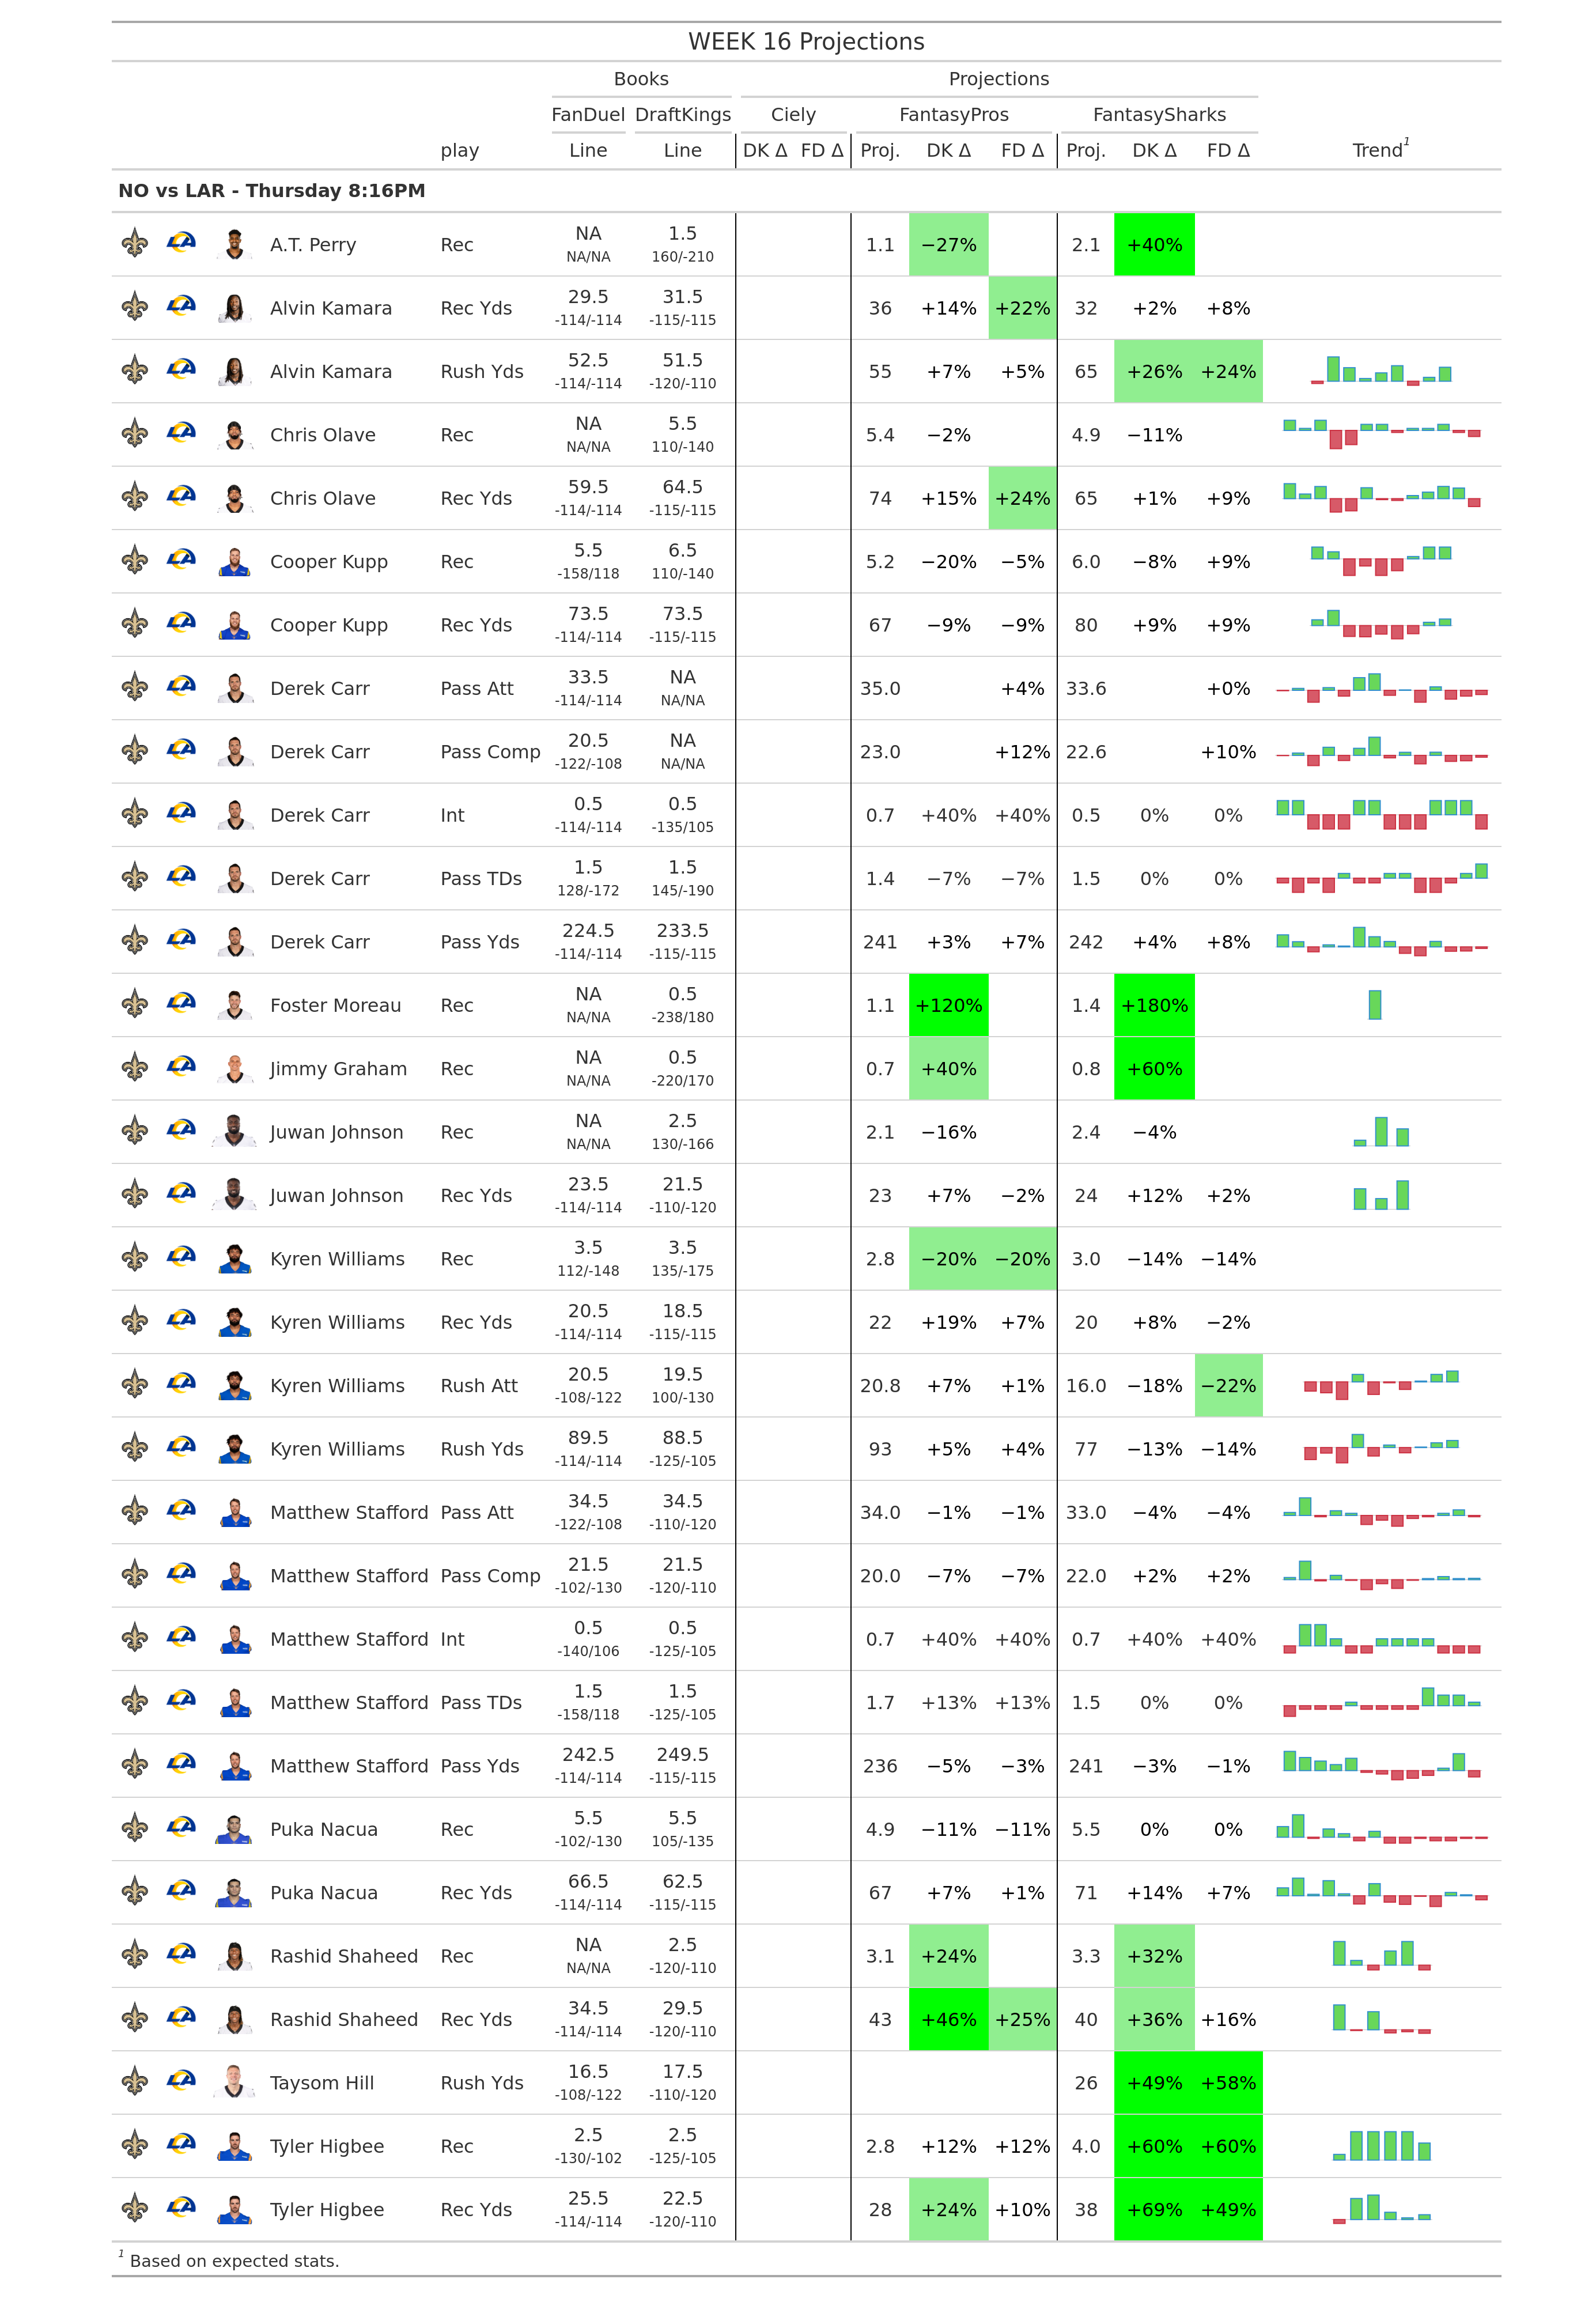 WEEK 16 Projections
Books Projections
FanDuel DraftKings Ciely FantasyPros FantasySharks
play Line Line DK Δ FD Δ Proj. DK Δ FD Δ Proj. DK Δ FD Δ Trend1
NO vs LAR - Thursday 8:16PM
A.T. Perry Rec NA 1.5 1.1 −27% 2.1 +40%
NA/NA 160/-210
Alvin Kamara Rec Yds 29.5 31.5 36 +14% +22% 32 +2% +8%
-114/-114 -115/-115
Alvin Kamara Rush Yds 52.5 51.5 55 +7% +5% 65 +26% +24%
-114/-114 -120/-110
Chris Olave Rec NA 5.5 5.4 −2% 4.9 −11%
NA/NA 110/-140
Chris Olave Rec Yds 59.5 64.5 74 +15% +24% 65 +1% +9%
-114/-114 -115/-115
Cooper Kupp Rec 5.5 6.5 5.2 −20% −5% 6.0 −8% +9%
-158/118 110/-140
Cooper Kupp Rec Yds 73.5 73.5 67 −9% −9% 80 +9% +9%
-114/-114 -115/-115
Derek Carr Pass Att 33.5 NA 35.0 +4% 33.6 +0%
-114/-114 NA/NA
Derek Carr Pass Comp 20.5 NA 23.0 +12% 22.6 +10%
-122/-108 NA/NA
Derek Carr Int 0.5 0.5 0.7 +40% +40% 0.5 0% 0%
-114/-114 -135/105
Derek Carr Pass TDs 1.5 1.5 1.4 −7% −7% 1.5 0% 0%
128/-172 145/-190
Derek Carr Pass Yds 224.5 233.5 241 +3% +7% 242 +4% +8%
-114/-114 -115/-115
Foster Moreau Rec NA 0.5 1.1 +120% 1.4 +180%
NA/NA -238/180
Jimmy Graham Rec NA 0.5 0.7 +40% 0.8 +60%
NA/NA -220/170
Juwan Johnson Rec NA 2.5 2.1 −16% 2.4 −4%
NA/NA 130/-166
Juwan Johnson Rec Yds 23.5 21.5 23 +7% −2% 24 +12% +2%
-114/-114 -110/-120
Kyren Williams Rec 3.5 3.5 2.8 −20% −20% 3.0 −14% −14%
112/-148 135/-175
Kyren Williams Rec Yds 20.5 18.5 22 +19% +7% 20 +8% −2%
-114/-114 -115/-115
Kyren Williams Rush Att 20.5 19.5 20.8 +7% +1% 16.0 −18% −22%
-108/-122 100/-130
Kyren Williams Rush Yds 89.5 88.5 93 +5% +4% 77 −13% −14%
-114/-114 -125/-105
Matthew Stafford Pass Att 34.5 34.5 34.0 −1% −1% 33.0 −4% −4%
-122/-108 -110/-120
Matthew Stafford Pass Comp 21.5 21.5 20.0 −7% −7% 22.0 +2% +2%
-102/-130 -120/-110
Matthew Stafford Int 0.5 0.5 0.7 +40% +40% 0.7 +40% +40%
-140/106 -125/-105
Matthew Stafford Pass TDs 1.5 1.5 1.7 +13% +13% 1.5 0% 0%
-158/118 -125/-105
Matthew Stafford Pass Yds 242.5 249.5 236 −5% −3% 241 −3% −1%
-114/-114 -115/-115
Puka Nacua Rec 5.5 5.5 4.9 −11% −11% 5.5 0% 0%
-102/-130 105/-135
Puka Nacua Rec Yds 66.5 62.5 67 +7% +1% 71 +14% +7%
-114/-114 -115/-115
Rashid Shaheed Rec NA 2.5 3.1 +24% 3.3 +32%
NA/NA -120/-110
Rashid Shaheed Rec Yds 34.5 29.5 43 +46% +25% 40 +36% +16%
-114/-114 -120/-110
Taysom Hill Rush Yds 16.5 17.5 26 +49% +58%
-108/-122 -110/-120
Tyler Higbee Rec 2.5 2.5 2.8 +12% +12% 4.0 +60% +60%
-130/-102 -125/-105
Tyler Higbee Rec Yds 25.5 22.5 28 +24% +10% 38 +69% +49%
-114/-114 -120/-110
1 Based on expected stats.